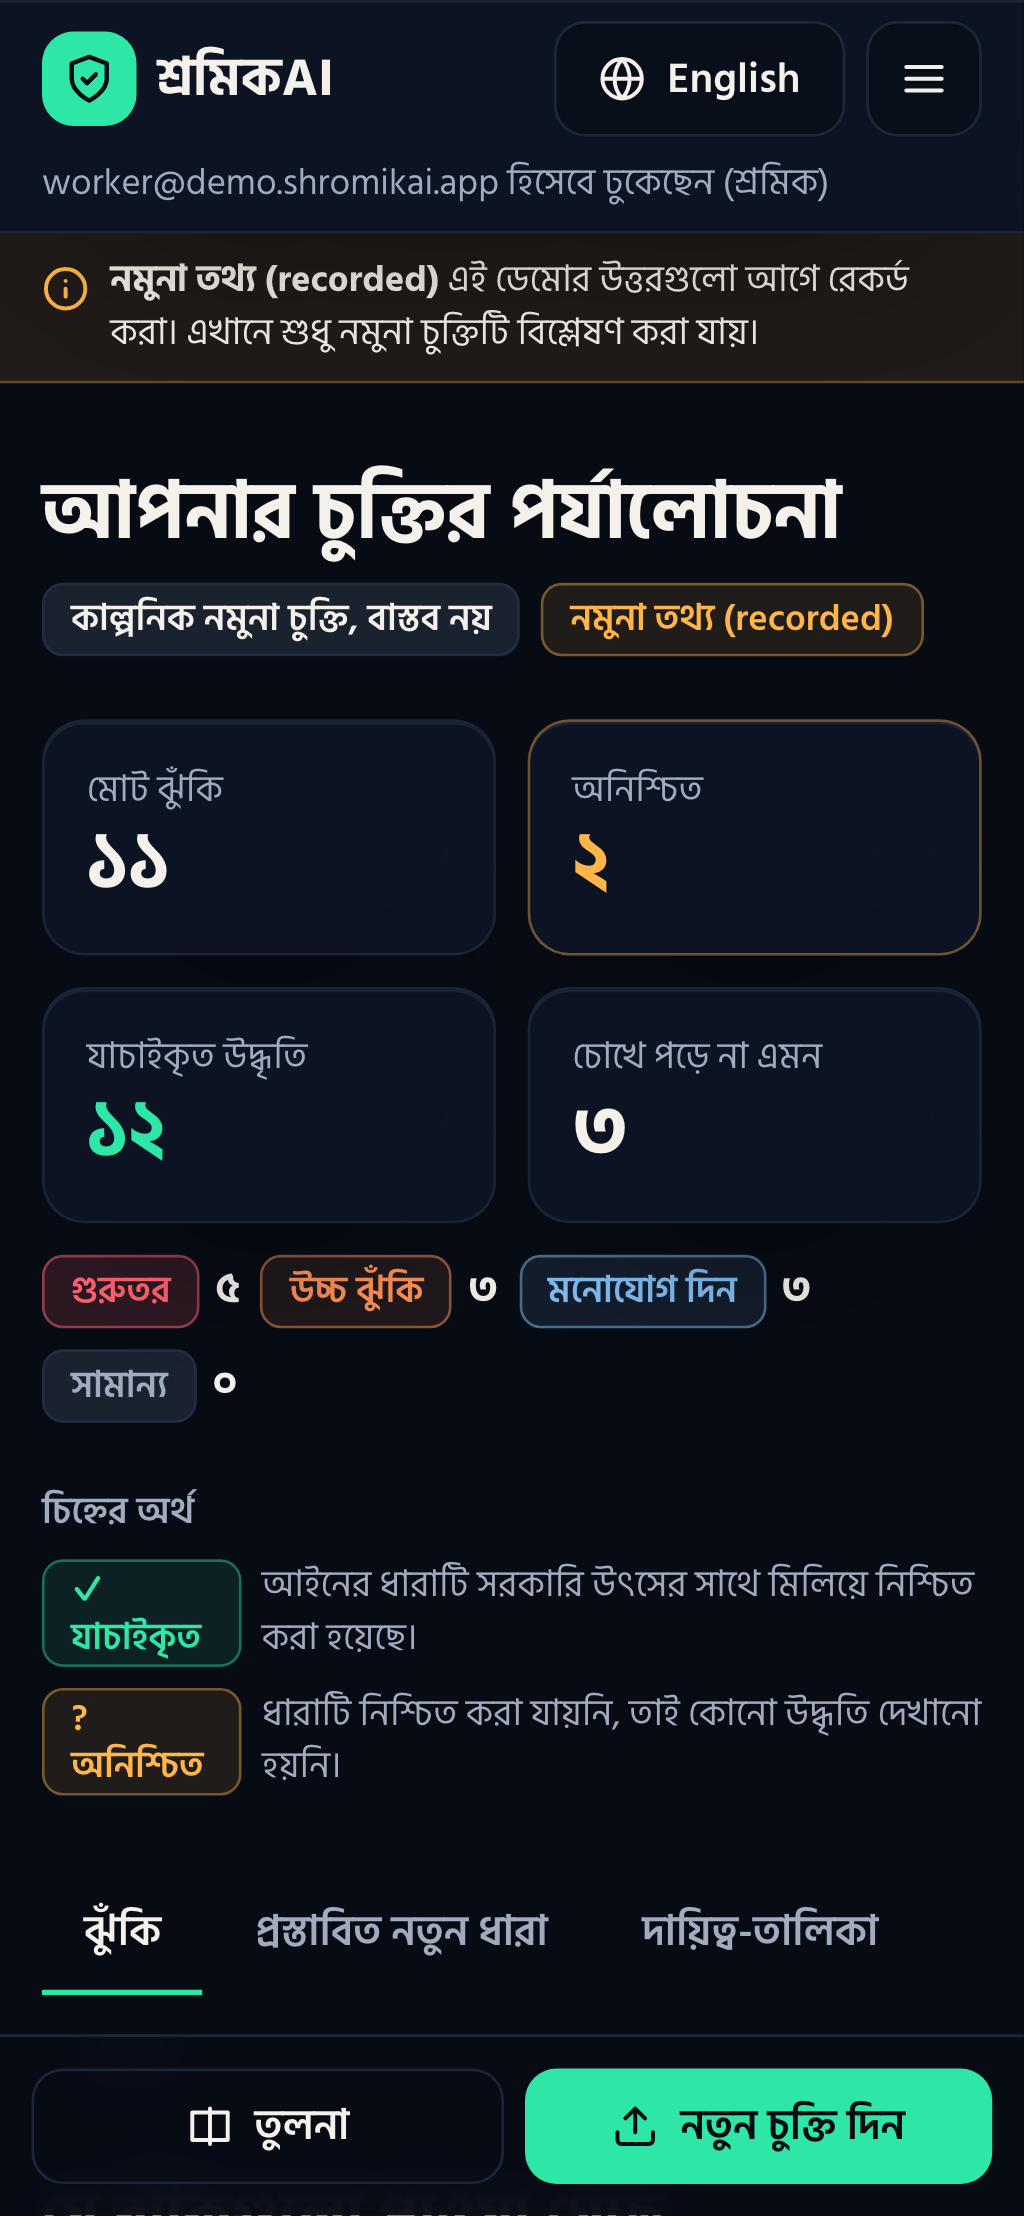 শ্রমিকAI
English
worker@demo.shromikai.app হিসেবে ঢুকেছেন (শ্রমিক)
নমুনা তথ্য (recorded) এই ডেমোর উত্তরগুলো আগে রেকর্ড
করা। এখানে শুধু নমুনা চুক্তিটি বিশ্লেষণ করা যায়।
আপনার চুক্তির পর্যালোচনা
কাল্পনিক নমুনা চুক্তি, বাস্তব নয়
নমুনা তথ্য (recorded)
মোট ঝুঁকি
১১
অনিশ্চিত
২
যাচাইকৃত উদ্ধৃতি
১২
চোখে পড়ে না এমন
৩
গুরুতর ৫ উচ্চ ঝুঁকি ৩ মনোযোগ দিন ৩
সামান্য ০
চিহ্নের অর্থ
✓
যাচাইকৃত
আইনের ধারাটি সরকারি উৎসের সাথে মিলিয়ে নিশ্চিত
করা হয়েছে।
?
অনিশ্চিত
ধারাটি নিশ্চিত করা যায়নি, তাই কোনো উদ্ধৃতি দেখানো
হয়নি।
ঝুঁকি প্রস্তাবিত নতুন ধারা দায়িত্ব-তালিকা
তুলনা
নতুন চুক্তি দিন